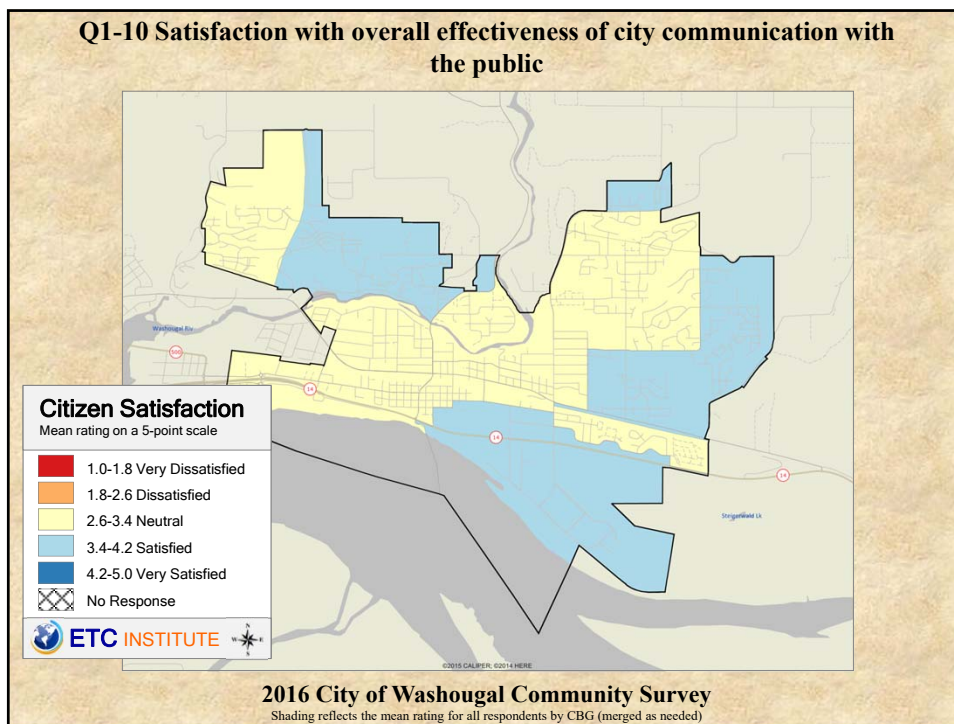 Q1-10 Satisfaction with overall effectiveness of city communication with
the public
Washougal Riv
500
14
14
14
Steigerwald Lk
Citizen Satisfaction
Mean rating on a 5-point scale
1.0-1.8 Very Dissatisfied
1.8-2.6 Dissatisfied
2.6-3.4 Neutral
3.4-4.2 Satisfied
4.2-5.0 Very Satisfied
No Response
ETC INSTITUTE
N
W E
S
©2015 CALIPER; ©2014 HERE
2016 City of Washougal Community Survey
Shading reflects the mean rating for all respondents by CBG (merged as needed)